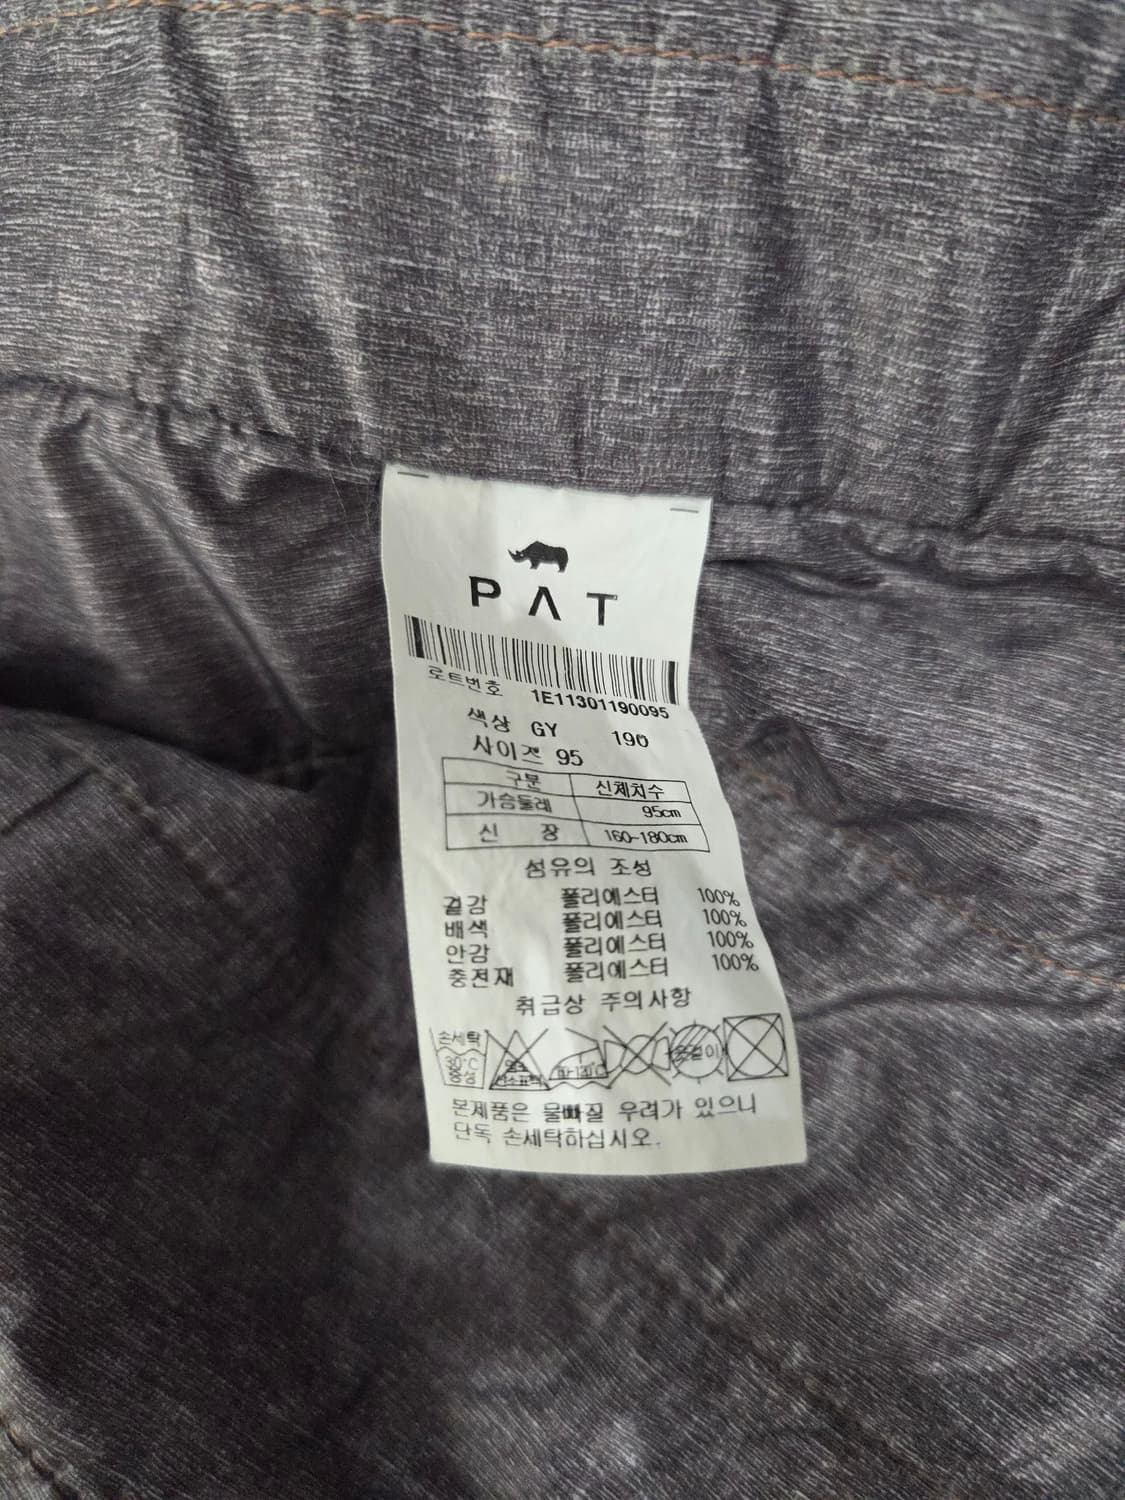 PAT
로트번호 1E11301190095
색상 GY 190
사이즈 95
구분 신체치수
가슴둘레 95cm
신 장 160-180cm
섬유의 조성
겉감 폴리에스터 100%
배색 폴리에스터 100%
안감 폴리에스터 100%
충전재 폴리에스터 100%
취급상 주의사항
손세탁
30°C
중성
옷걸이
본제품은 물빠짐 우려가 있으니
단독 손세탁하십시오.